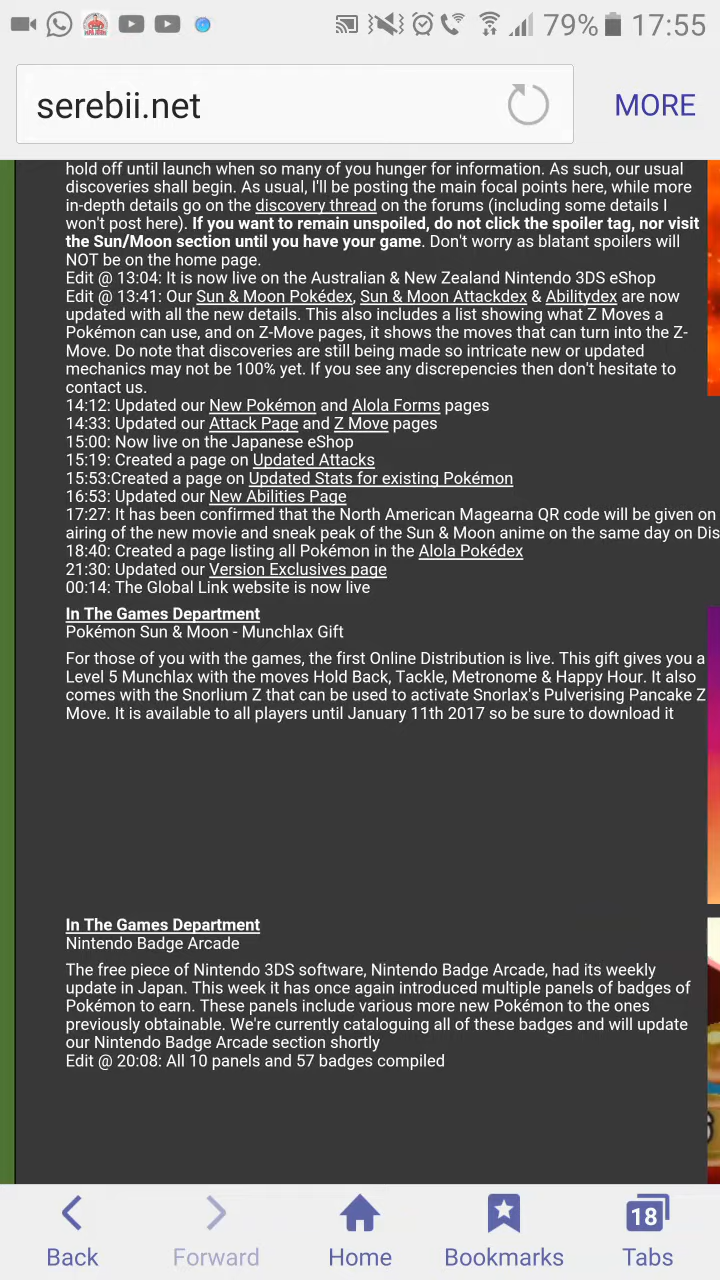 79% 17:55
serebii.net MORE
hold off until launch when so many of you hunger for information. As such, our usual
discoveries shall begin. As usual, I'll be posting the main focal points here, while more
in-depth details go on the discovery thread on the forums (including some details I
won't post here). If you want to remain unspoiled, do not click the spoiler tag, nor visit
the Sun/Moon section until you have your game. Don't worry as blatant spoilers will
NOT be on the home page.
Edit @ 13:04: It is now live on the Australian & New Zealand Nintendo 3DS eShop
Edit @ 13:41: Our Sun & Moon Pokédex, Sun & Moon Attackdex & Abilitydex are now
updated with all the new details. This also includes a list showing what Z Moves a
Pokémon can use, and on Z-Move pages, it shows the moves that can turn into the Z-
Move. Do note that discoveries are still being made so intricate new or updated
mechanics may not be 100% yet. If you see any discrepencies then don't hesitate to
contact us.
14:12: Updated our New Pokémon and Alola Forms pages
14:33: Updated our Attack Page and Z Move pages
15:00: Now live on the Japanese eShop
15:19: Created a page on Updated Attacks
15:53:Created a page on Updated Stats for existing Pokémon
16:53: Updated our New Abilities Page
17:27: It has been confirmed that the North American Magearna QR code will be given on
airing of the new movie and sneak peak of the Sun & Moon anime on the same day on Dis
18:40: Created a page listing all Pokémon in the Alola Pokédex
21:30: Updated our Version Exclusives page
00:14: The Global Link website is now live
In The Games Department
Pokémon Sun & Moon - Munchlax Gift
For those of you with the games, the first Online Distribution is live. This gift gives you a
Level 5 Munchlax with the moves Hold Back, Tackle, Metronome & Happy Hour. It also
comes with the Snorlium Z that can be used to activate Snorlax's Pulverising Pancake Z
Move. It is available to all players until January 11th 2017 so be sure to download it
In The Games Department
Nintendo Badge Arcade
The free piece of Nintendo 3DS software, Nintendo Badge Arcade, had its weekly
update in Japan. This week it has once again introduced multiple panels of badges of
Pokémon to earn. These panels include various more new Pokémon to the ones
previously obtainable. We're currently cataloguing all of these badges and will update
our Nintendo Badge Arcade section shortly
Edit @ 20:08: All 10 panels and 57 badges compiled
18
Back Forward Home Bookmarks Tabs